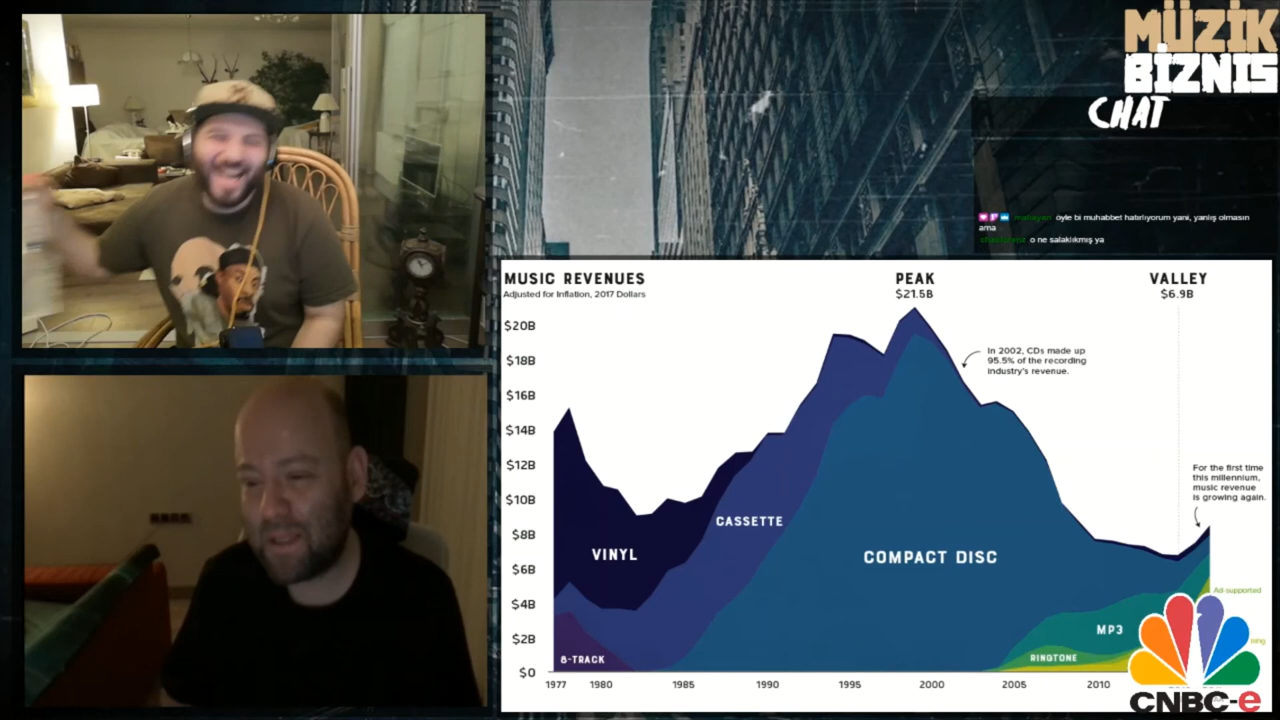 MÜZİK
BİZNIS
CHAT
öyle bi muhabbet hatırlıyorum yani, yanlış olmasın
ama
o ne salaklıkmış ya
MUSIC REVENUES
Adjusted for Inflation, 2017 Dollars
PEAK
$21.5B
VALLEY
$6.9B
$20B
$18B
$16B
$14B
$12B
$10B
$8B
$6B
$4B
$2B
$0
In 2002, CDs made up
95.5% of the recording
industry's revenue.
For the first time
this millennium,
music revenue
is growing again.
CASSETTE
VINYL
COMPACT DISC
8-TRACK
MP3
RINGTONE
Ad-supported
1977 1980 1985 1990 1995 2000 2005 2010
CNBC-e